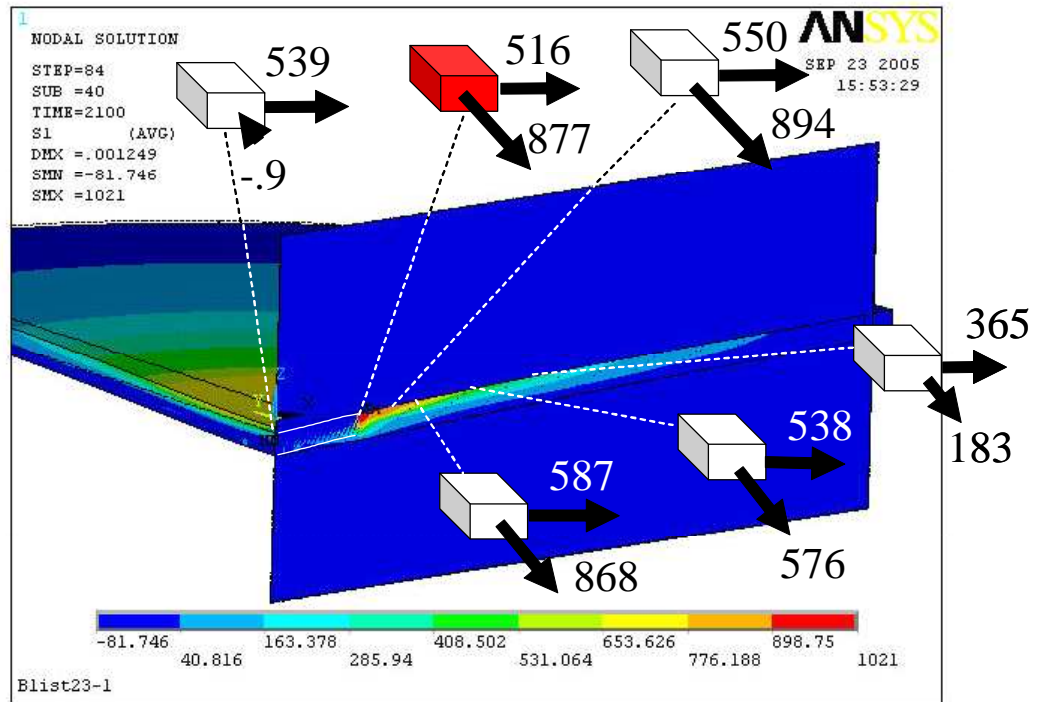 1
NODAL SOLUTION
STEP=84
SUB =40
TIME=2100
S1 (AVG)
DMX =.001249
SMN =-81.746
SMX =1021
ANSYS
SEP 23 2005
15:53:29
539
-.9
516
877
550
894
365
183
538
576
587
868
Z
X
-81.746
40.816
163.378
285.94
408.502
531.064
653.626
776.188
898.75
1021
Blist23-1